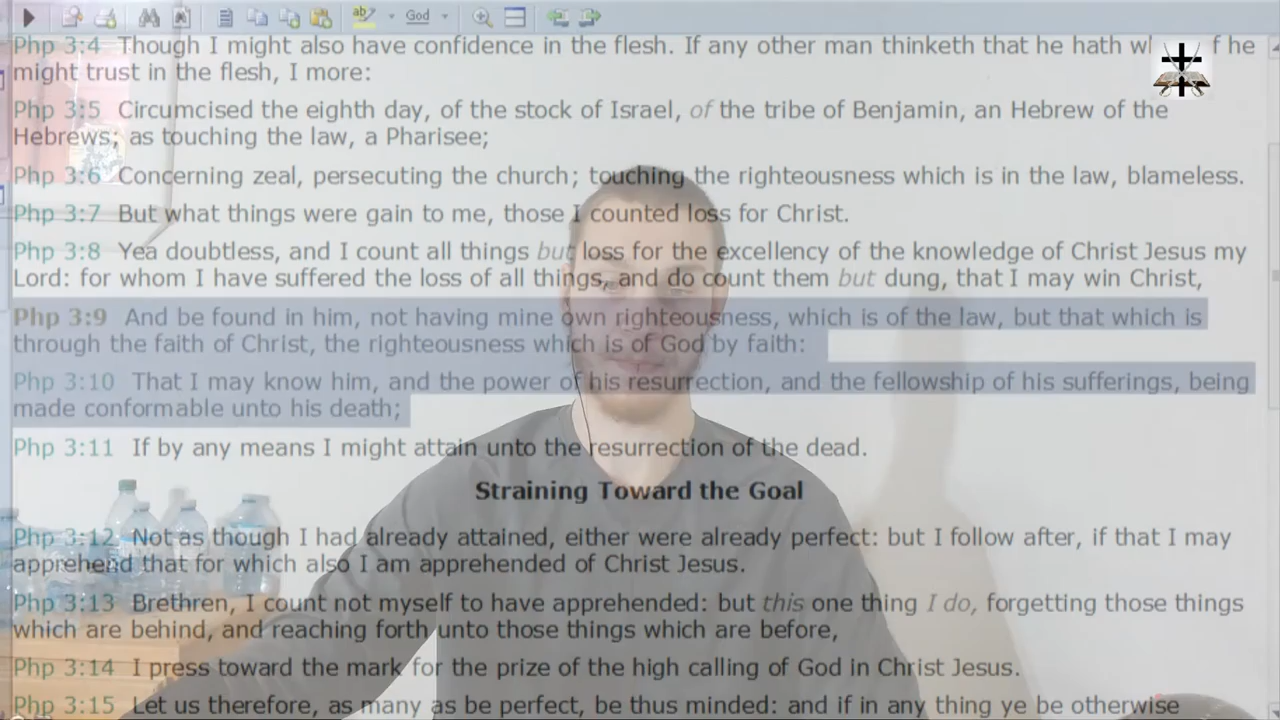 God
Php 3:4 Though I might also have confidence in the flesh. If any other man thinketh that he hath f he
might trust in the flesh, I more:
Php 3:5 Circumcised the eighth day, of the stock of Israel, of the tribe of Benjamin, an Hebrew of the
Hebrews; as touching the law, a Pharisee;
Php 3:6 Concerning zeal, persecuting the church; touching the righteousness which is in the law, blameless.
Php 3:7 But what things were gain to me, those I counted loss for Christ.
Php 3:8 Yea doubtless, and I count all things but loss for the excellency of the knowledge of Christ Jesus my
Lord: for whom I have suffered the loss of all things, and do count them but dung, that I may win Christ,
Php 3:9 And be found in him, not having mine own righteousness, which is of the law, but that which is
through the faith of Christ, the righteousness which is of God by faith:
Php 3:10 That I may know him, and the power of his resurrection, and the fellowship of his sufferings, being
made conformable unto his death;
Php 3:11 If by any means I might attain unto the resurrection of the dead.
Straining Toward the Goal
Php 3:12 Not as though I had already attained, either were already perfect: but I follow after, if that I may
apprehend that for which also I am apprehended of Christ Jesus.
Php 3:13 Brethren, I count not myself to have apprehended: but this one thing I do, forgetting those things
which are behind, and reaching forth unto those things which are before,
Php 3:14 I press toward the mark for the prize of the high calling of God in Christ Jesus.
Php 3:15 Let us therefore, as many as be perfect, be thus minded: and if in any thing ye be otherwise